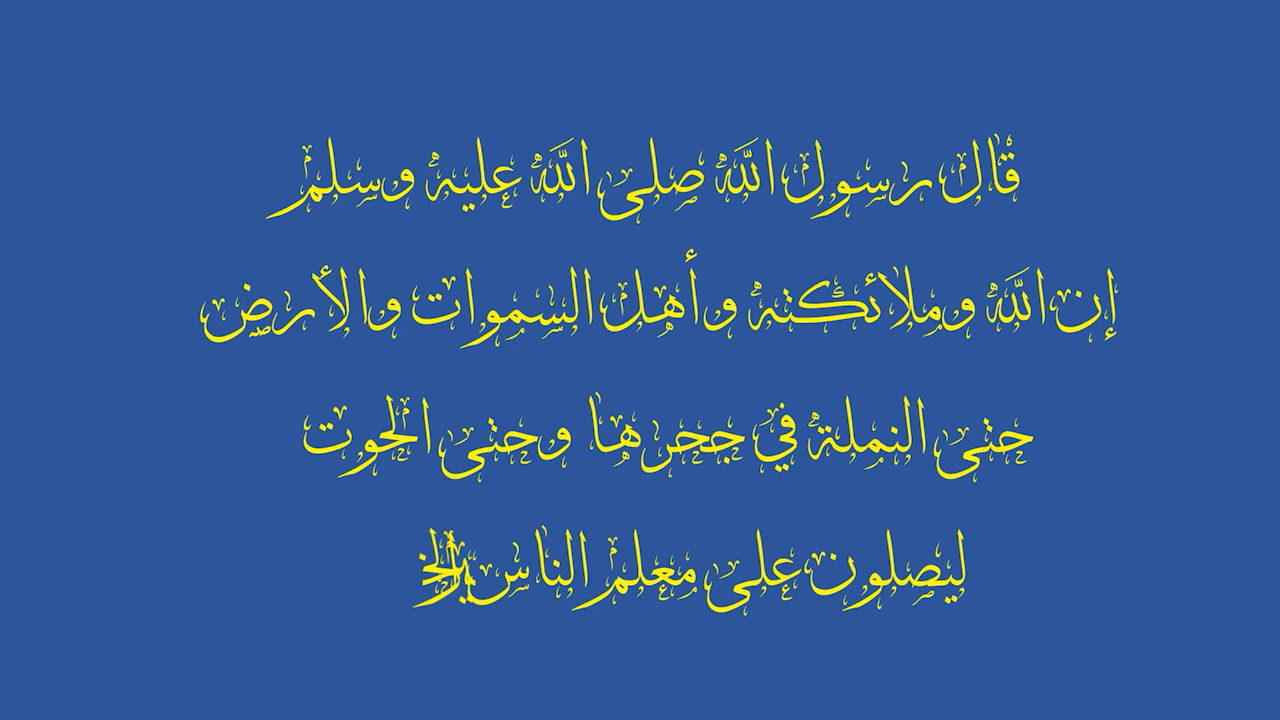 قال رسول الله صلى الله عليه وسلم
إن الله وملائكته وأهل السموات والأرض
حتى النملة في جحرها وحتى الحوت
ليصلون على معلم الناس